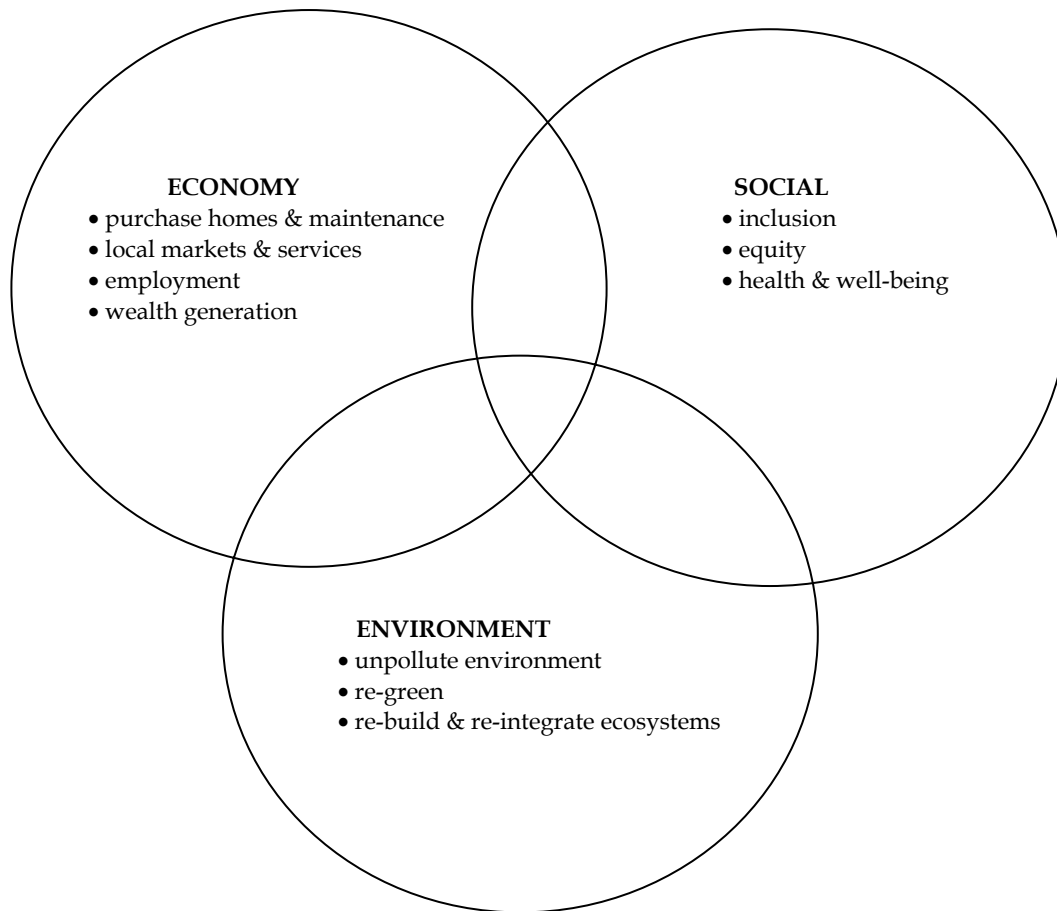 ECONOMY
• purchase homes & maintenance
• local markets & services
• employment
• wealth generation
SOCIAL
• inclusion
• equity
• health & well-being
ENVIRONMENT
• unpollute environment
• re-green
• re-build & re-integrate ecosystems